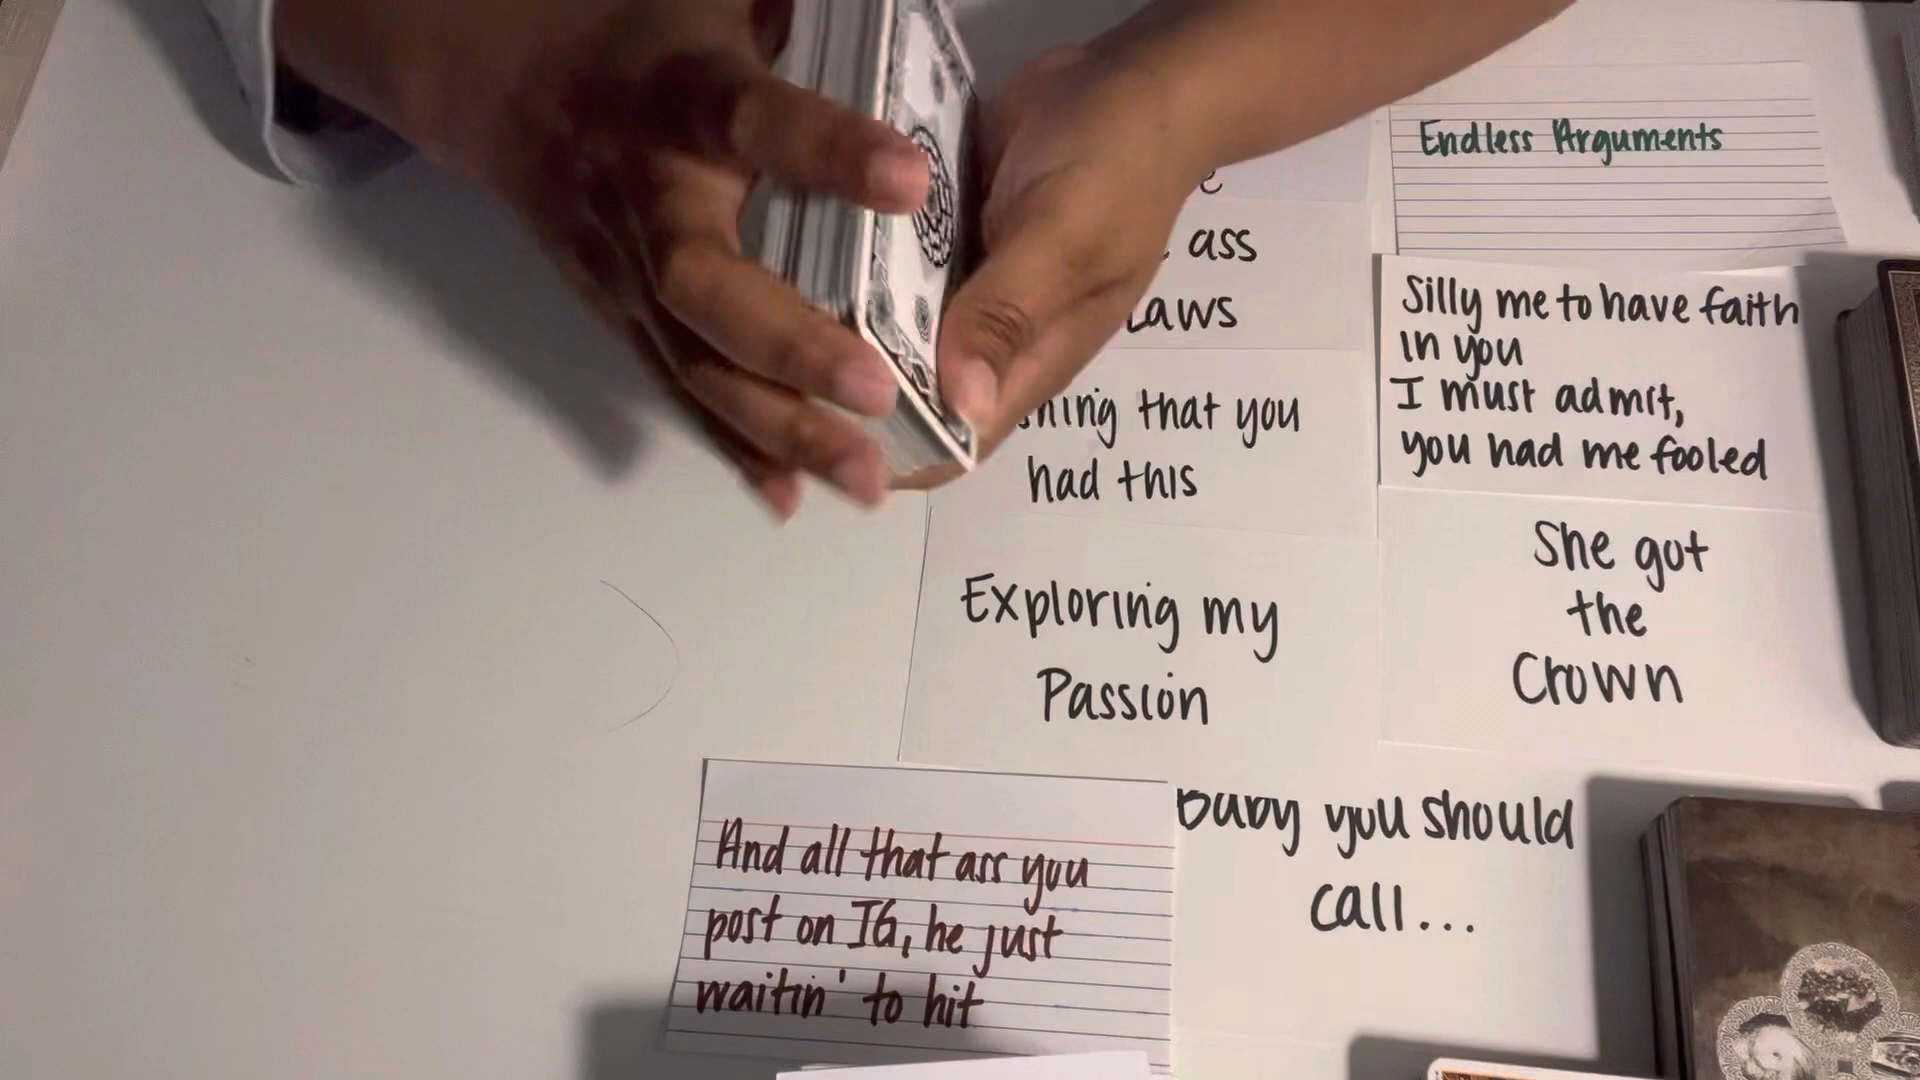 ass
that you
had this
Exploring my
Passion
Endless Arguments
Silly me to have faith
in you
I must admit,
you had me fooled
She got
the
Crown
And all that ass you
post on IG, he just
waitin' to hit
Baby you should
call...